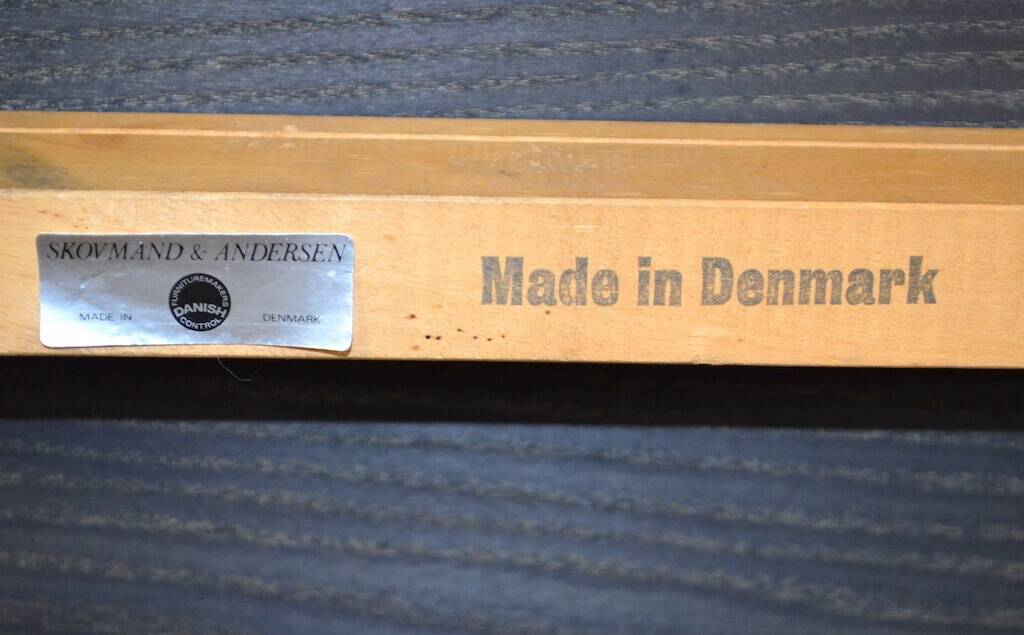 SKOVMAND & ANDERSEN
FURNITUREMAKERS
DANISH
CONTROL
MADE IN
DENMARK
Made in Denmark